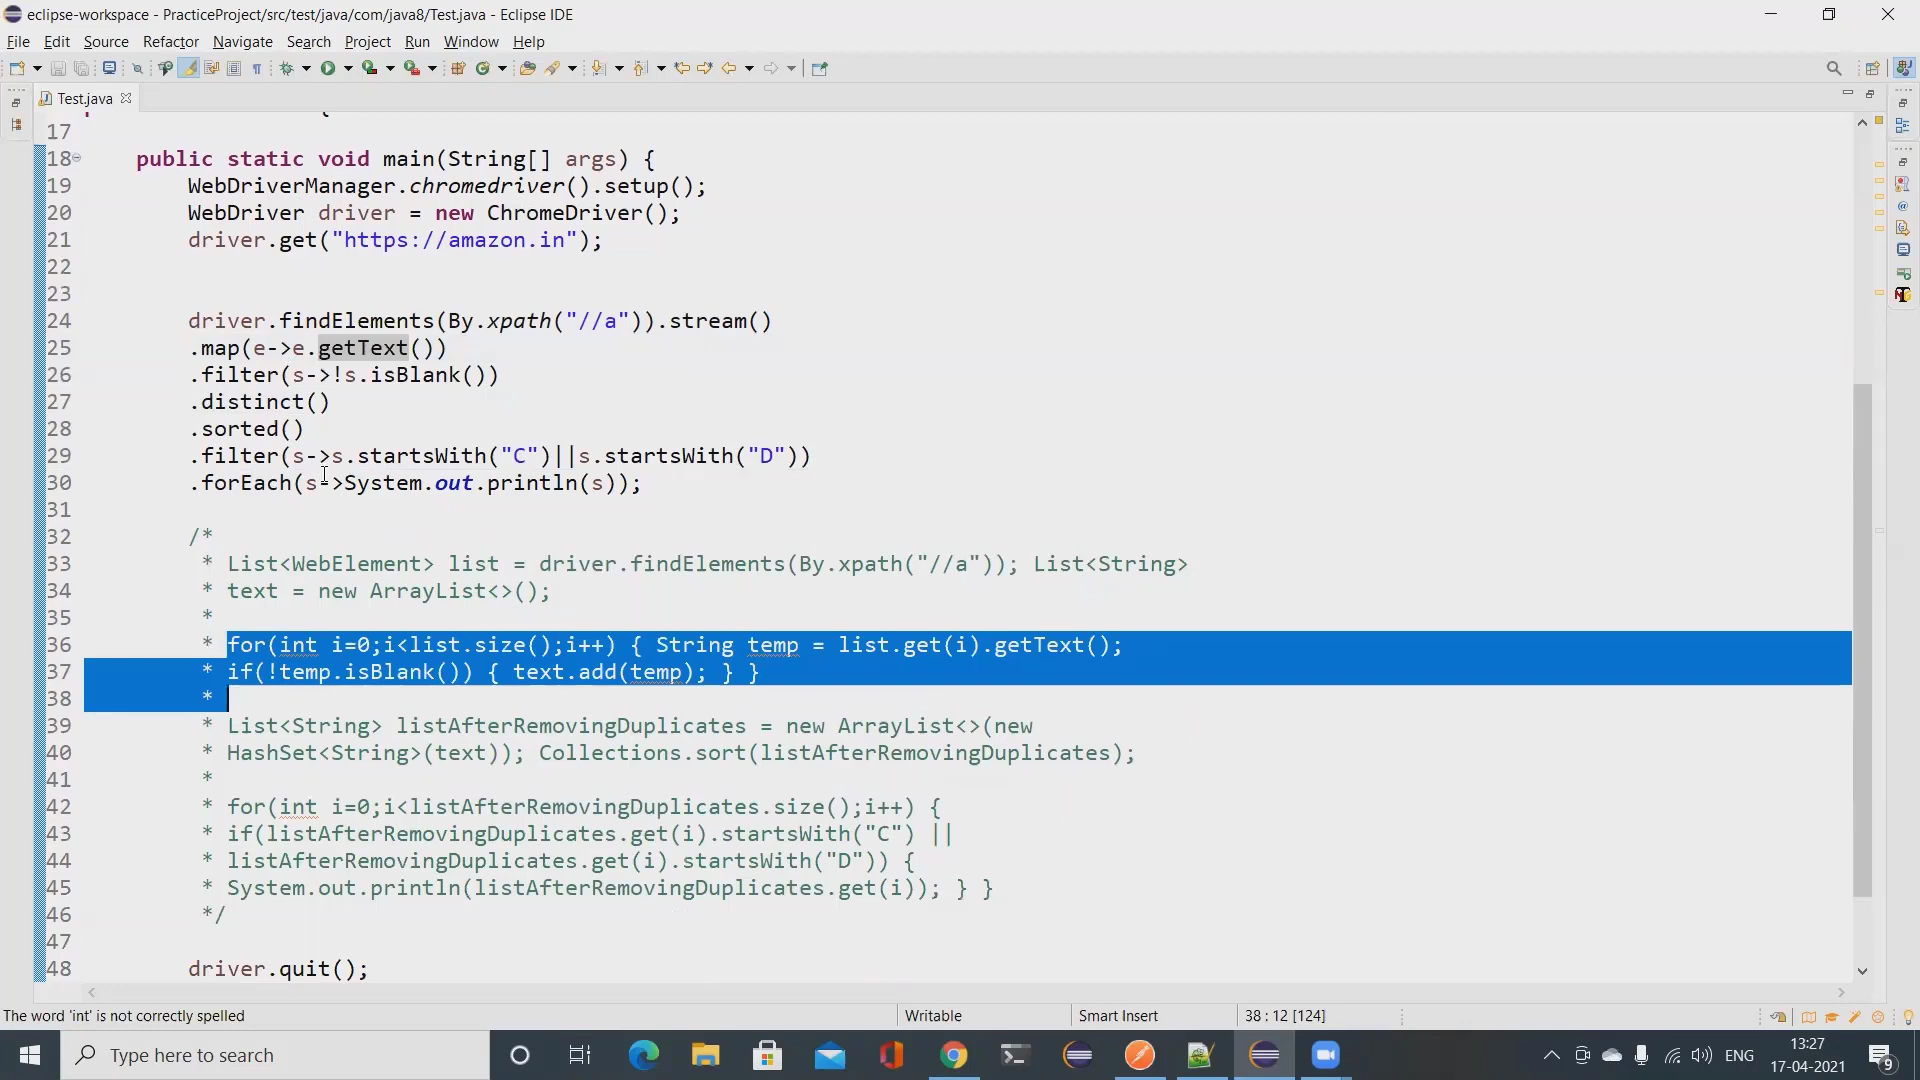 eclipse-workspace - PracticeProject/src/test/java/com/java8/Test.java - Eclipse IDE
File Edit Source Refactor Navigate Search Project Run Window Help
Test.java
17
18 public static void main(String[] args) {
19 WebDriverManager.chromedriver().setup();
20 WebDriver driver = new ChromeDriver();
21 driver.get("https://amazon.in");
22
23
24 driver.findElements(By.xpath("//a")).stream()
25 .map(e->e.getText())
26 .filter(s->!s.isBlank())
27 .distinct()
28 .sorted()
29 .filter(s->s.startsWith("C")||s.startsWith("D"))
30 .forEach(s->System.out.println(s));
31
32 /*
33 * List<WebElement> list = driver.findElements(By.xpath("//a")); List<String>
34 * text = new ArrayList<>();
35 *
36 * for(int i=0;i<list.size();i++) { String temp = list.get(i).getText();
37 * if(!temp.isBlank()) { text.add(temp); } }
38 *
39 * List<String> listAfterRemovingDuplicates = new ArrayList<>(new
40 * HashSet<String>(text)); Collections.sort(listAfterRemovingDuplicates);
41 *
42 * for(int i=0;i<listAfterRemovingDuplicates.size();i++) {
43 * if(listAfterRemovingDuplicates.get(i).startsWith("C") ||
44 * listAfterRemovingDuplicates.get(i).startsWith("D")) {
45 * System.out.println(listAfterRemovingDuplicates.get(i)); } }
46 */
47
48 driver.quit();
The word 'int' is not correctly spelled Writable Smart Insert 38 : 12 [124]
Type here to search ENG 13:27
17-04-2021 9